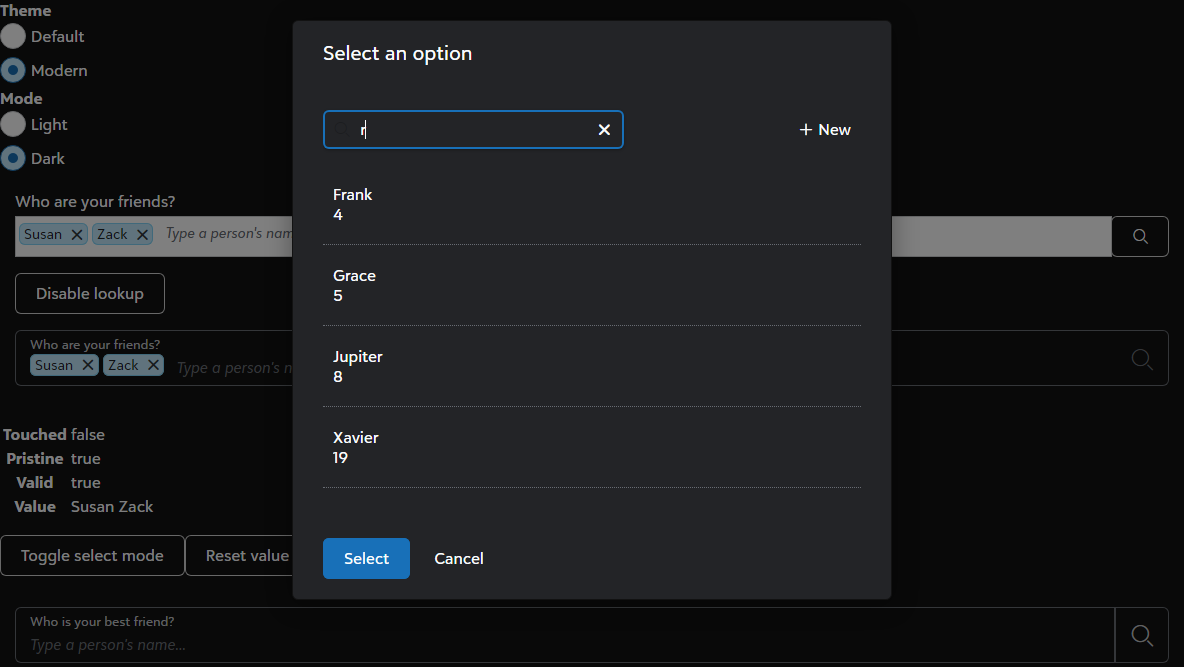 Theme
Default
Modern
Mode
Light
Dark
Who are your friends?
Susan Zack Type a person's nam
Disable lookup
Who are your friends?
Susan Zack Type a person's n
Touched false
Pristine true
Valid true
Value Susan Zack
Toggle select mode Reset value
Who is your best friend?
Type a person's name...
Select an option
r
+ New
Frank
4
Grace
5
Jupiter
8
Xavier
19
Select Cancel